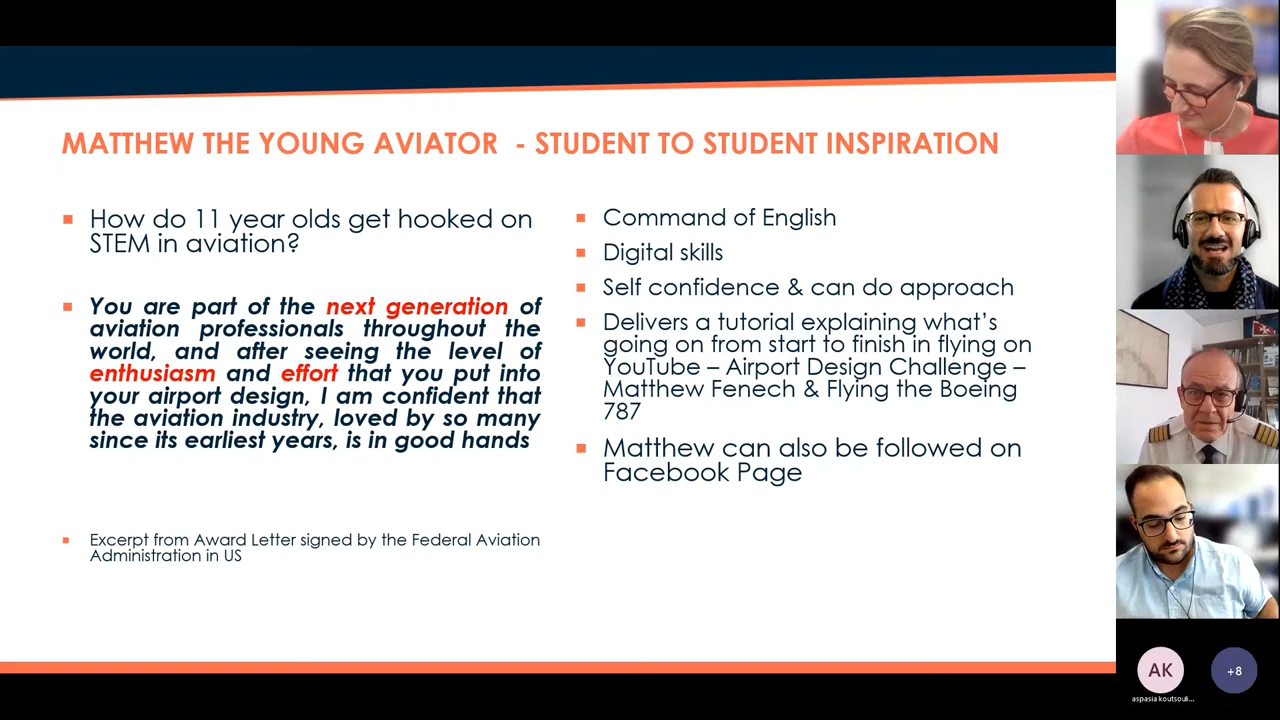 MATTHEW THE YOUNG AVIATOR - STUDENT TO STUDENT INSPIRATION
How do 11 year olds get hooked on
STEM in aviation?
You are part of the next generation of
aviation professionals throughout the
world, and after seeing the level of
enthusiasm and effort that you put into
your airport design, I am confident that
the aviation industry, loved by so many
since its earliest years, is in good hands
Excerpt from Award Letter signed by the Federal Aviation
Administration in US
Command of English
Digital skills
Self confidence & can do approach
Delivers a tutorial explaining what's
going on from start to finish in flying on
YouTube – Airport Design Challenge –
Matthew Fenech & Flying the Boeing
787
Matthew can also be followed on
Facebook Page
AK
+8
aspasia koutsouli...